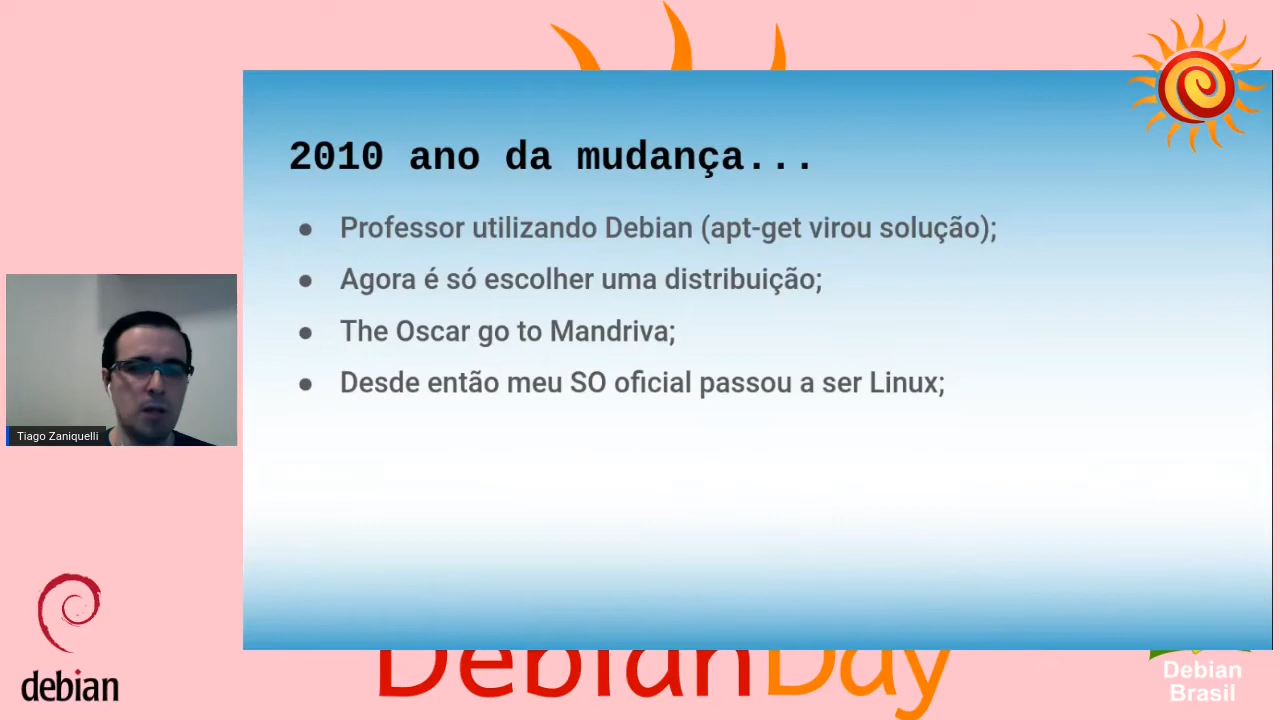 2010 ano da mudança...
● Professor utilizando Debian (apt-get virou solução);
● Agora é só escolher uma distribuição;
● The Oscar go to Mandriva;
● Desde então meu SO oficial passou a ser Linux;
Tiago Zaniquelli
debian
DebianDay
Debian
Brasil